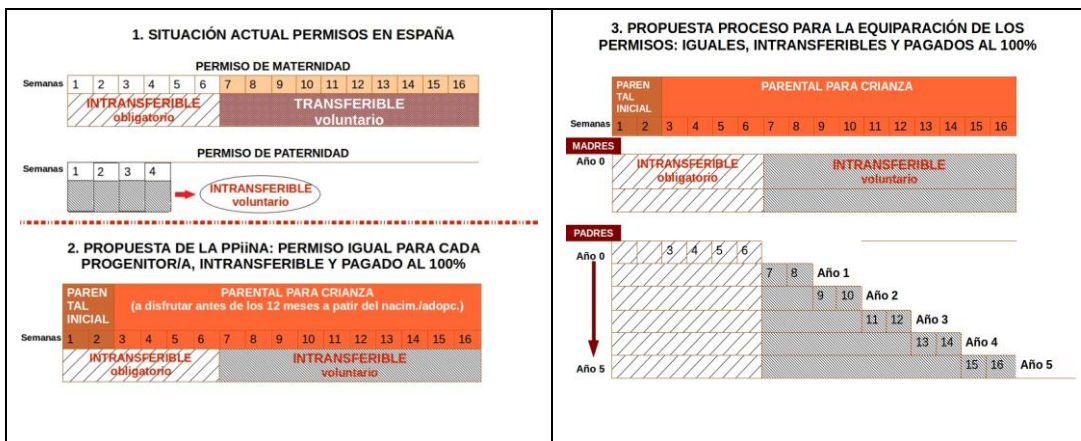 1. SITUACIÓN ACTUAL PERMISOS EN ESPAÑA
PERMISO DE MATERNIDAD
Semanas 1 2 3 4 5 6 7 8 9 10 11 12 13 14 15 16
INTRANSFERIBLE
obligatorio
TRANSFERIBLE
voluntario
PERMISO DE PATERNIDAD
Semanas 1 2 3 4
INTRANSFERIBLE
voluntario
2. PROPUESTA DE LA PPiiNA: PERMISO IGUAL PARA CADA
PROGENITOR/A, INTRANSFERIBLE Y PAGADO AL 100%
PAREN
TAL
INICIAL
PARENTAL PARA CRIANZA
(a disfrutar antes de los 12 meses a patir del nacim./adopc.)
Semanas 1 2 3 4 5 6 7 8 9 10 11 12 13 14 15 16
INTRANSFERIBLE
obligatorio
INTRANSFERIBLE
voluntario
3. PROPUESTA PROCESO PARA LA EQUIPARACIÓN DE LOS
PERMISOS: IGUALES, INTRANSFERIBLES Y PAGADOS AL 100%
PAREN
TAL
INICIAL
PARENTAL PARA CRIANZA
Semanas 1 2 3 4 5 6 7 8 9 10 11 12 13 14 15 16
MADRES
Año 0
INTRANSFERIBLE
obligatorio
INTRANSFERIBLE
voluntario
PADRES
Año 0 3 4 5 6
7 8 Año 1
9 10 Año 2
11 12 Año 3
13 14 Año 4
Año 5 15 16 Año 5